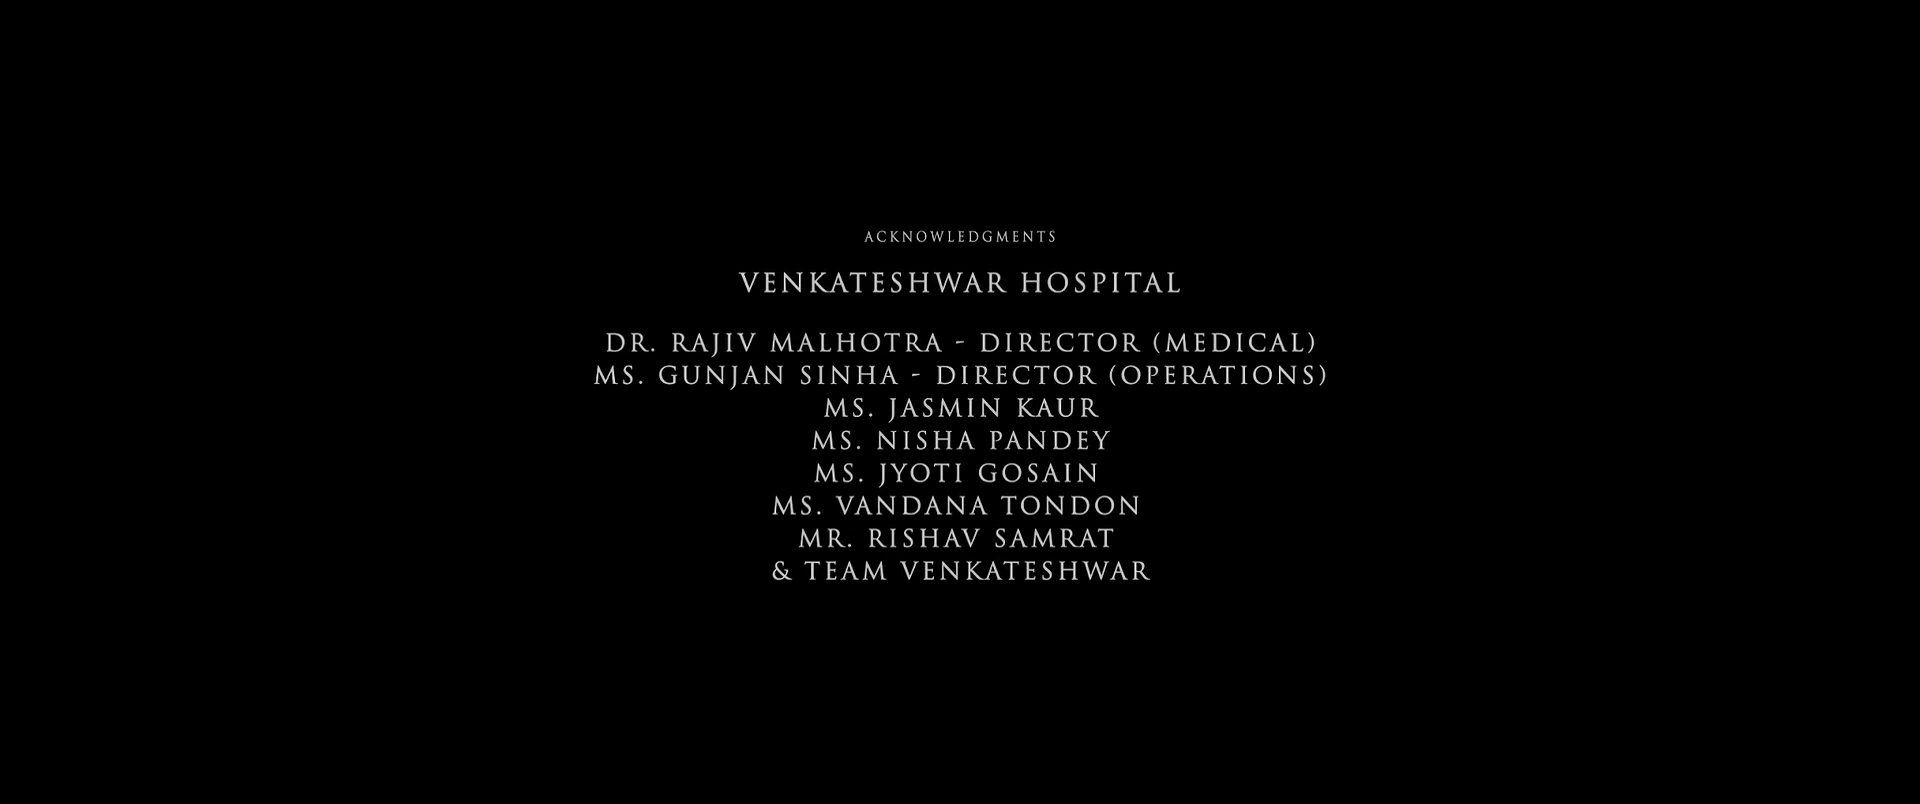 ACKNOWLEDGMENTS
VENKATESHWAR HOSPITAL
DR. RAJIV MALHOTRA - DIRECTOR (MEDICAL)
MS. GUNJAN SINHA - DIRECTOR (OPERATIONS)
MS. JASMIN KAUR
MS. NISHA PANDEY
MS. JYOTI GOSAIN
MS. VANDANA TONDON
MR. RISHAV SAMRAT
& TEAM VENKATESHWAR